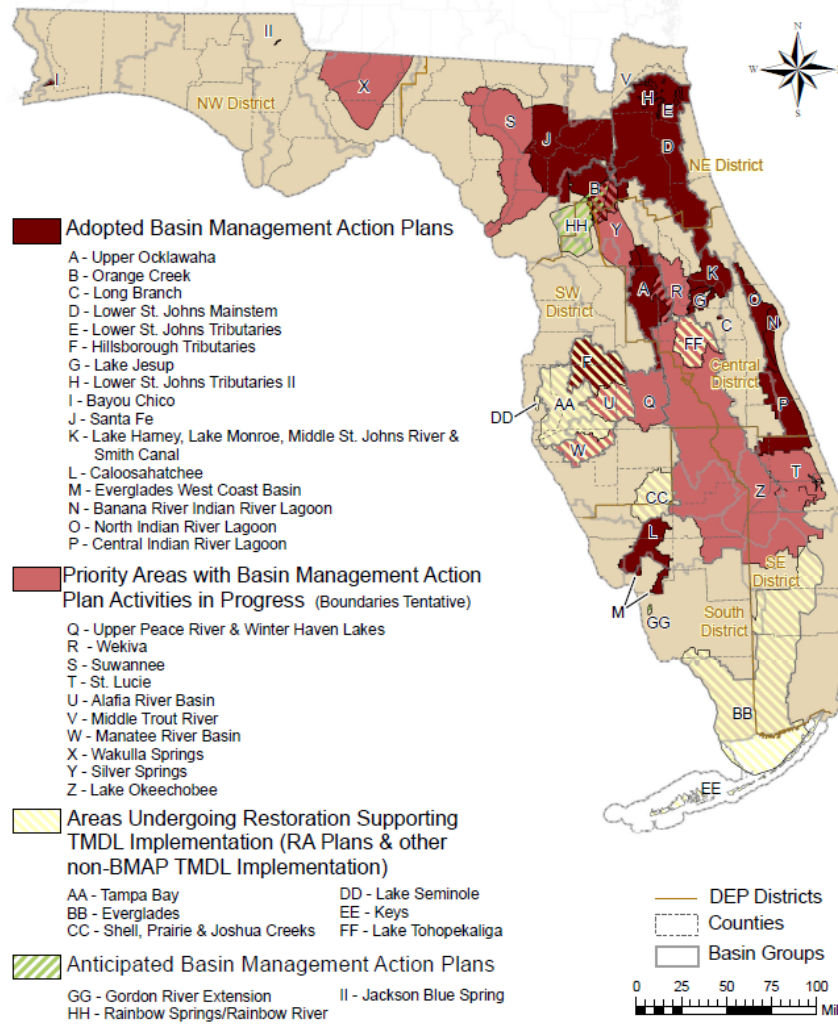 II
N
W
E
S
I
NW District
X
V
H
E
S
J
D
NE District
B
HH
Y
K
A
R
G
O
SW
District
C
N
FF
Central
District
F
DD
AA
U
Q
P
W
T
CC
Z
L
SE
District
M
South
District
GG
BB
EE
Adopted Basin Management Action Plans
A - Upper Ocklawaha
B - Orange Creek
C - Long Branch
D - Lower St. Johns Mainstem
E - Lower St. Johns Tributaries
F - Hillsborough Tributaries
G - Lake Jesup
H - Lower St. Johns Tributaries II
I - Bayou Chico
J - Santa Fe
K - Lake Harney, Lake Monroe, Middle St. Johns River &
Smith Canal
L - Caloosahatchee
M - Everglades West Coast Basin
N - Banana River Indian River Lagoon
O - North Indian River Lagoon
P - Central Indian River Lagoon
Priority Areas with Basin Management Action
Plan Activities in Progress (Boundaries Tentative)
Q - Upper Peace River & Winter Haven Lakes
R - Wekiva
S - Suwannee
T - St. Lucie
U - Alafia River Basin
V - Middle Trout River
W - Manatee River Basin
X - Wakulla Springs
Y - Silver Springs
Z - Lake Okeechobee
Areas Undergoing Restoration Supporting
TMDL Implementation (RA Plans & other
non-BMAP TMDL Implementation)
AA - Tampa Bay
BB - Everglades
CC - Shell, Prairie & Joshua Creeks
DD - Lake Seminole
EE - Keys
FF - Lake Tohopekaliga
Anticipated Basin Management Action Plans
GG - Gordon River Extension
HH - Rainbow Springs/Rainbow River
II - Jackson Blue Spring
DEP Districts
Counties
Basin Groups
0 25 50 75 100
Mil